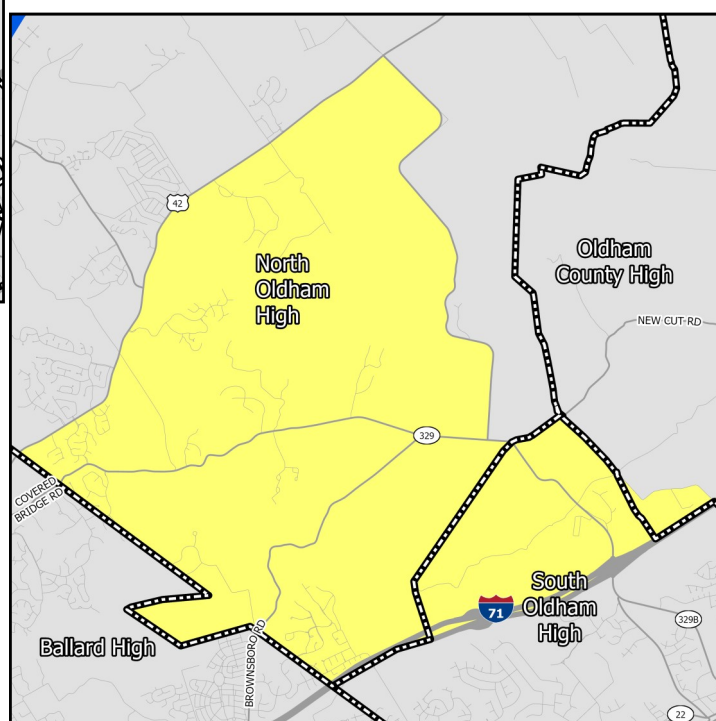 42
North
Oldham
High
Oldham
County High
NEW CUT RD
329
COVERED
BRIDGE RD
71
South
Oldham
High
Ballard High
BROWNSBORO RD
329B
22